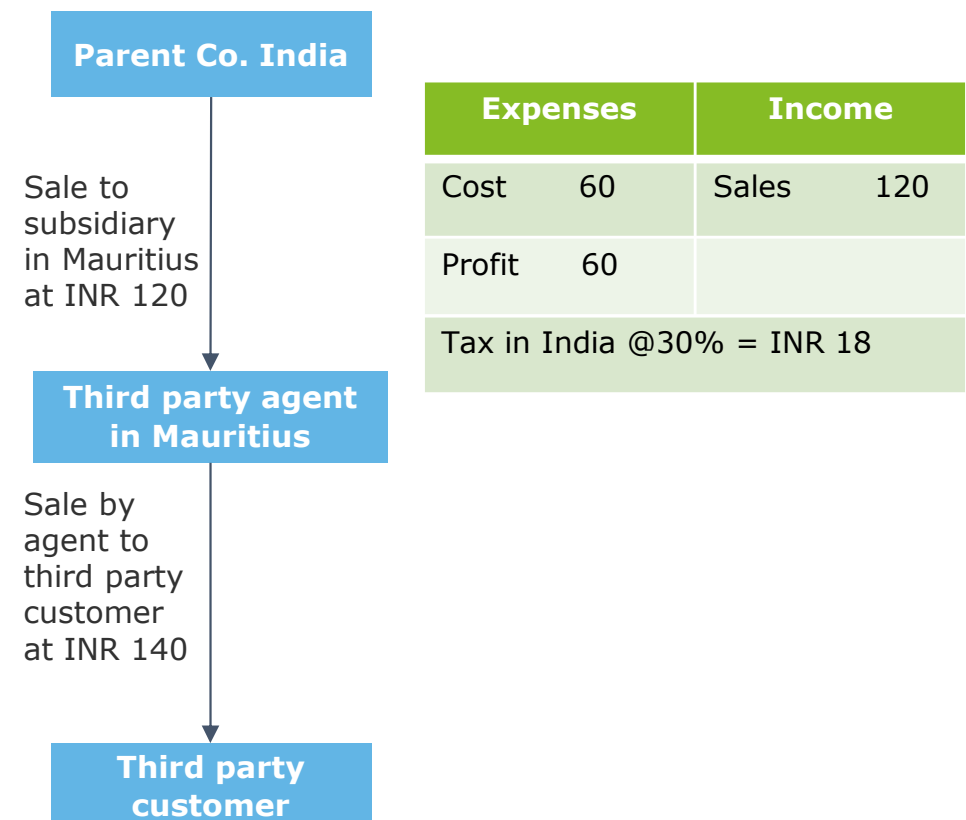 Parent Co. India
Sale to
subsidiary
in Mauritius
at INR 120
Third party agent
in Mauritius
Sale by
agent to
third party
customer
at INR 140
Third party
customer
Expenses Income
Cost 60 Sales 120
Profit 60
Tax in India @30% = INR 18